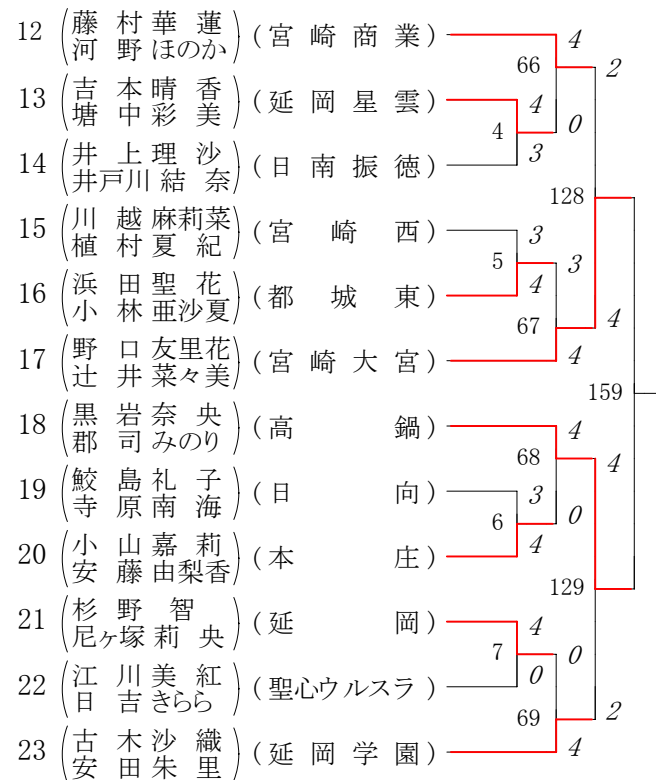 12 藤村華蓮 河野ほのか (宮崎商業)
13 吉本晴香 塘中彩美 (延岡星雲)
14 井上理沙 井戸川結奈 (日南振徳)
15 川越麻莉菜 植村夏紀 (宮崎西)
16 浜田聖花 小林亜沙夏 (都城東)
17 野口友里花 辻井菜々美 (宮崎大宮)
18 黒岩奈央 郡司みのり (高鍋)
19 鮫島礼子 寺原南海 (日向)
20 小山嘉莉 安藤由梨香 (本庄)
21 杉野智 尼ヶ塚莉央 (延岡)
22 江川美紅 日吉きらら (聖心ウルスラ)
23 古木沙織 安田朱里 (延岡学園)
4
66
2
4
4
0
3
128
3
5
3
4
4
67
4
159
4
68
4
3
6
0
4
129
4
7
0
0
69
2
4